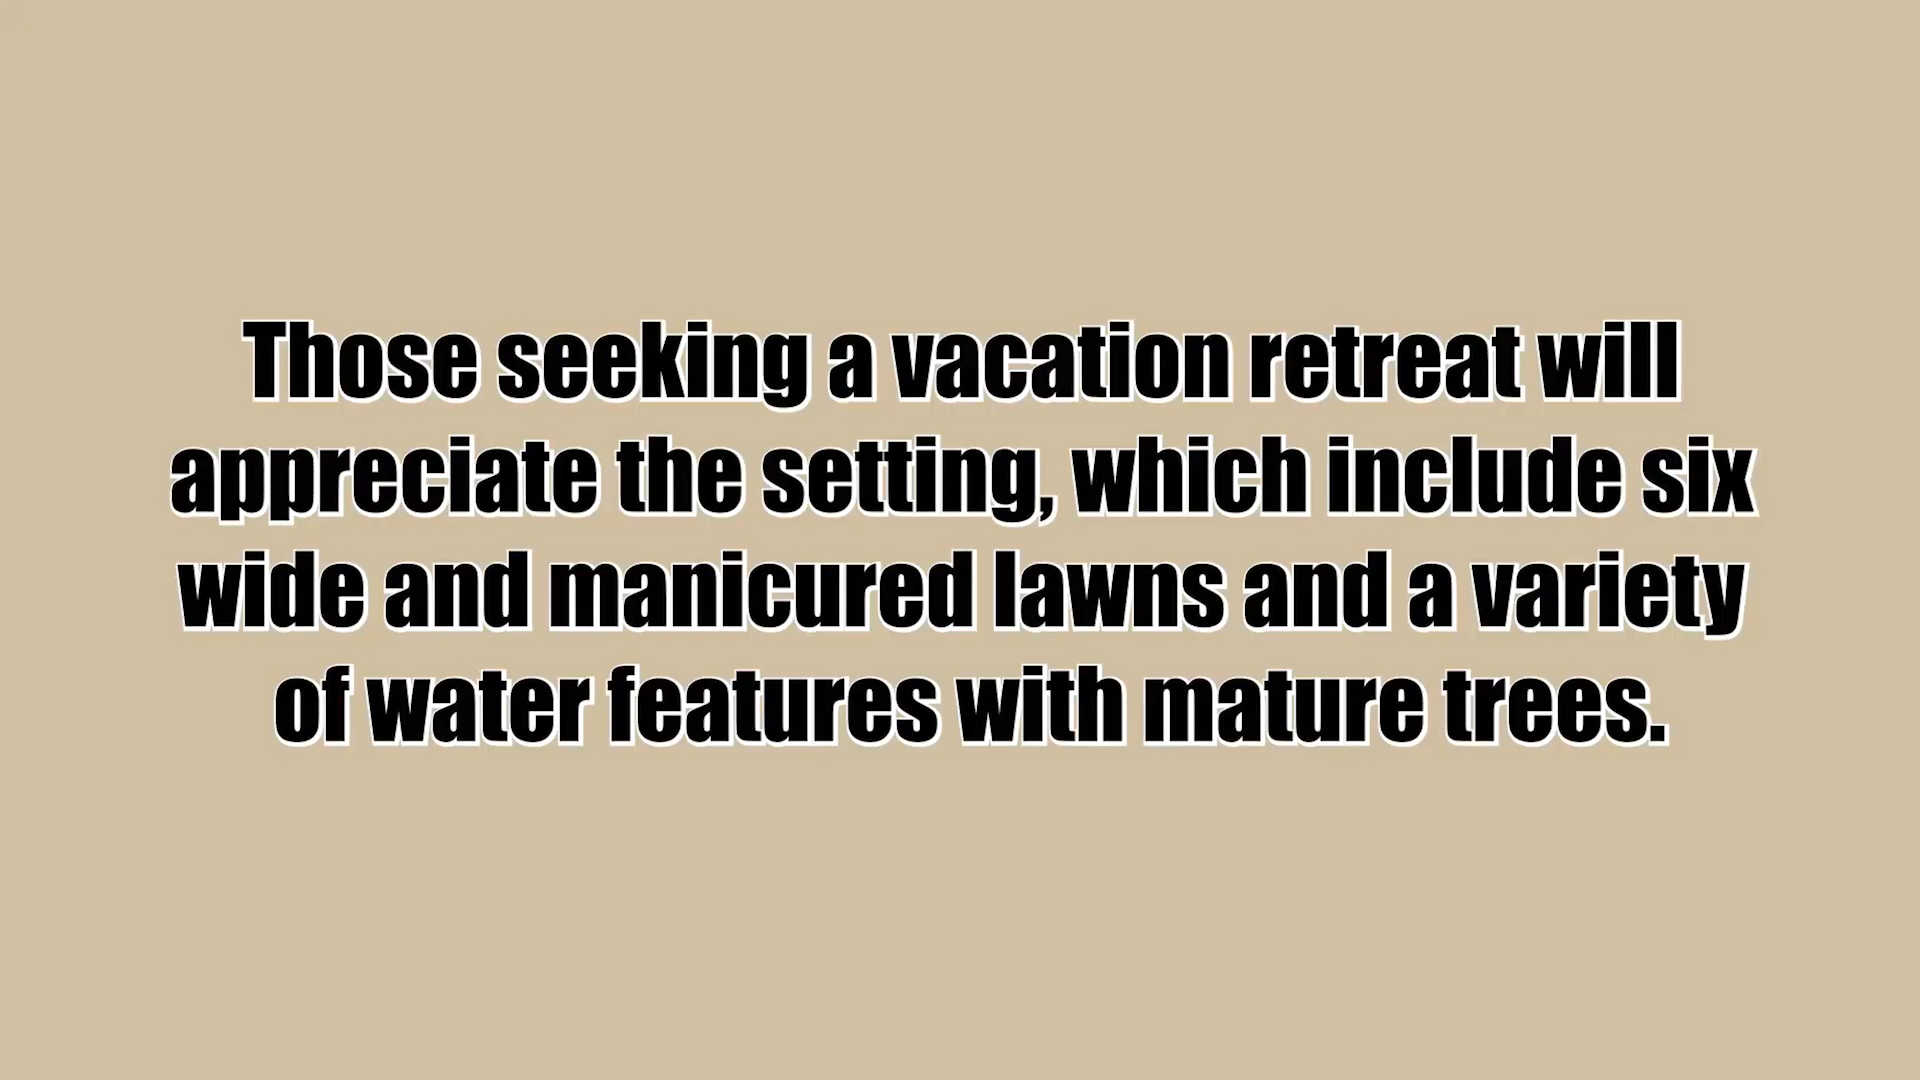 Those seeking a vacation retreat will
appreciate the setting, which include six
wide and manicured lawns and a variety
of water features with mature trees.